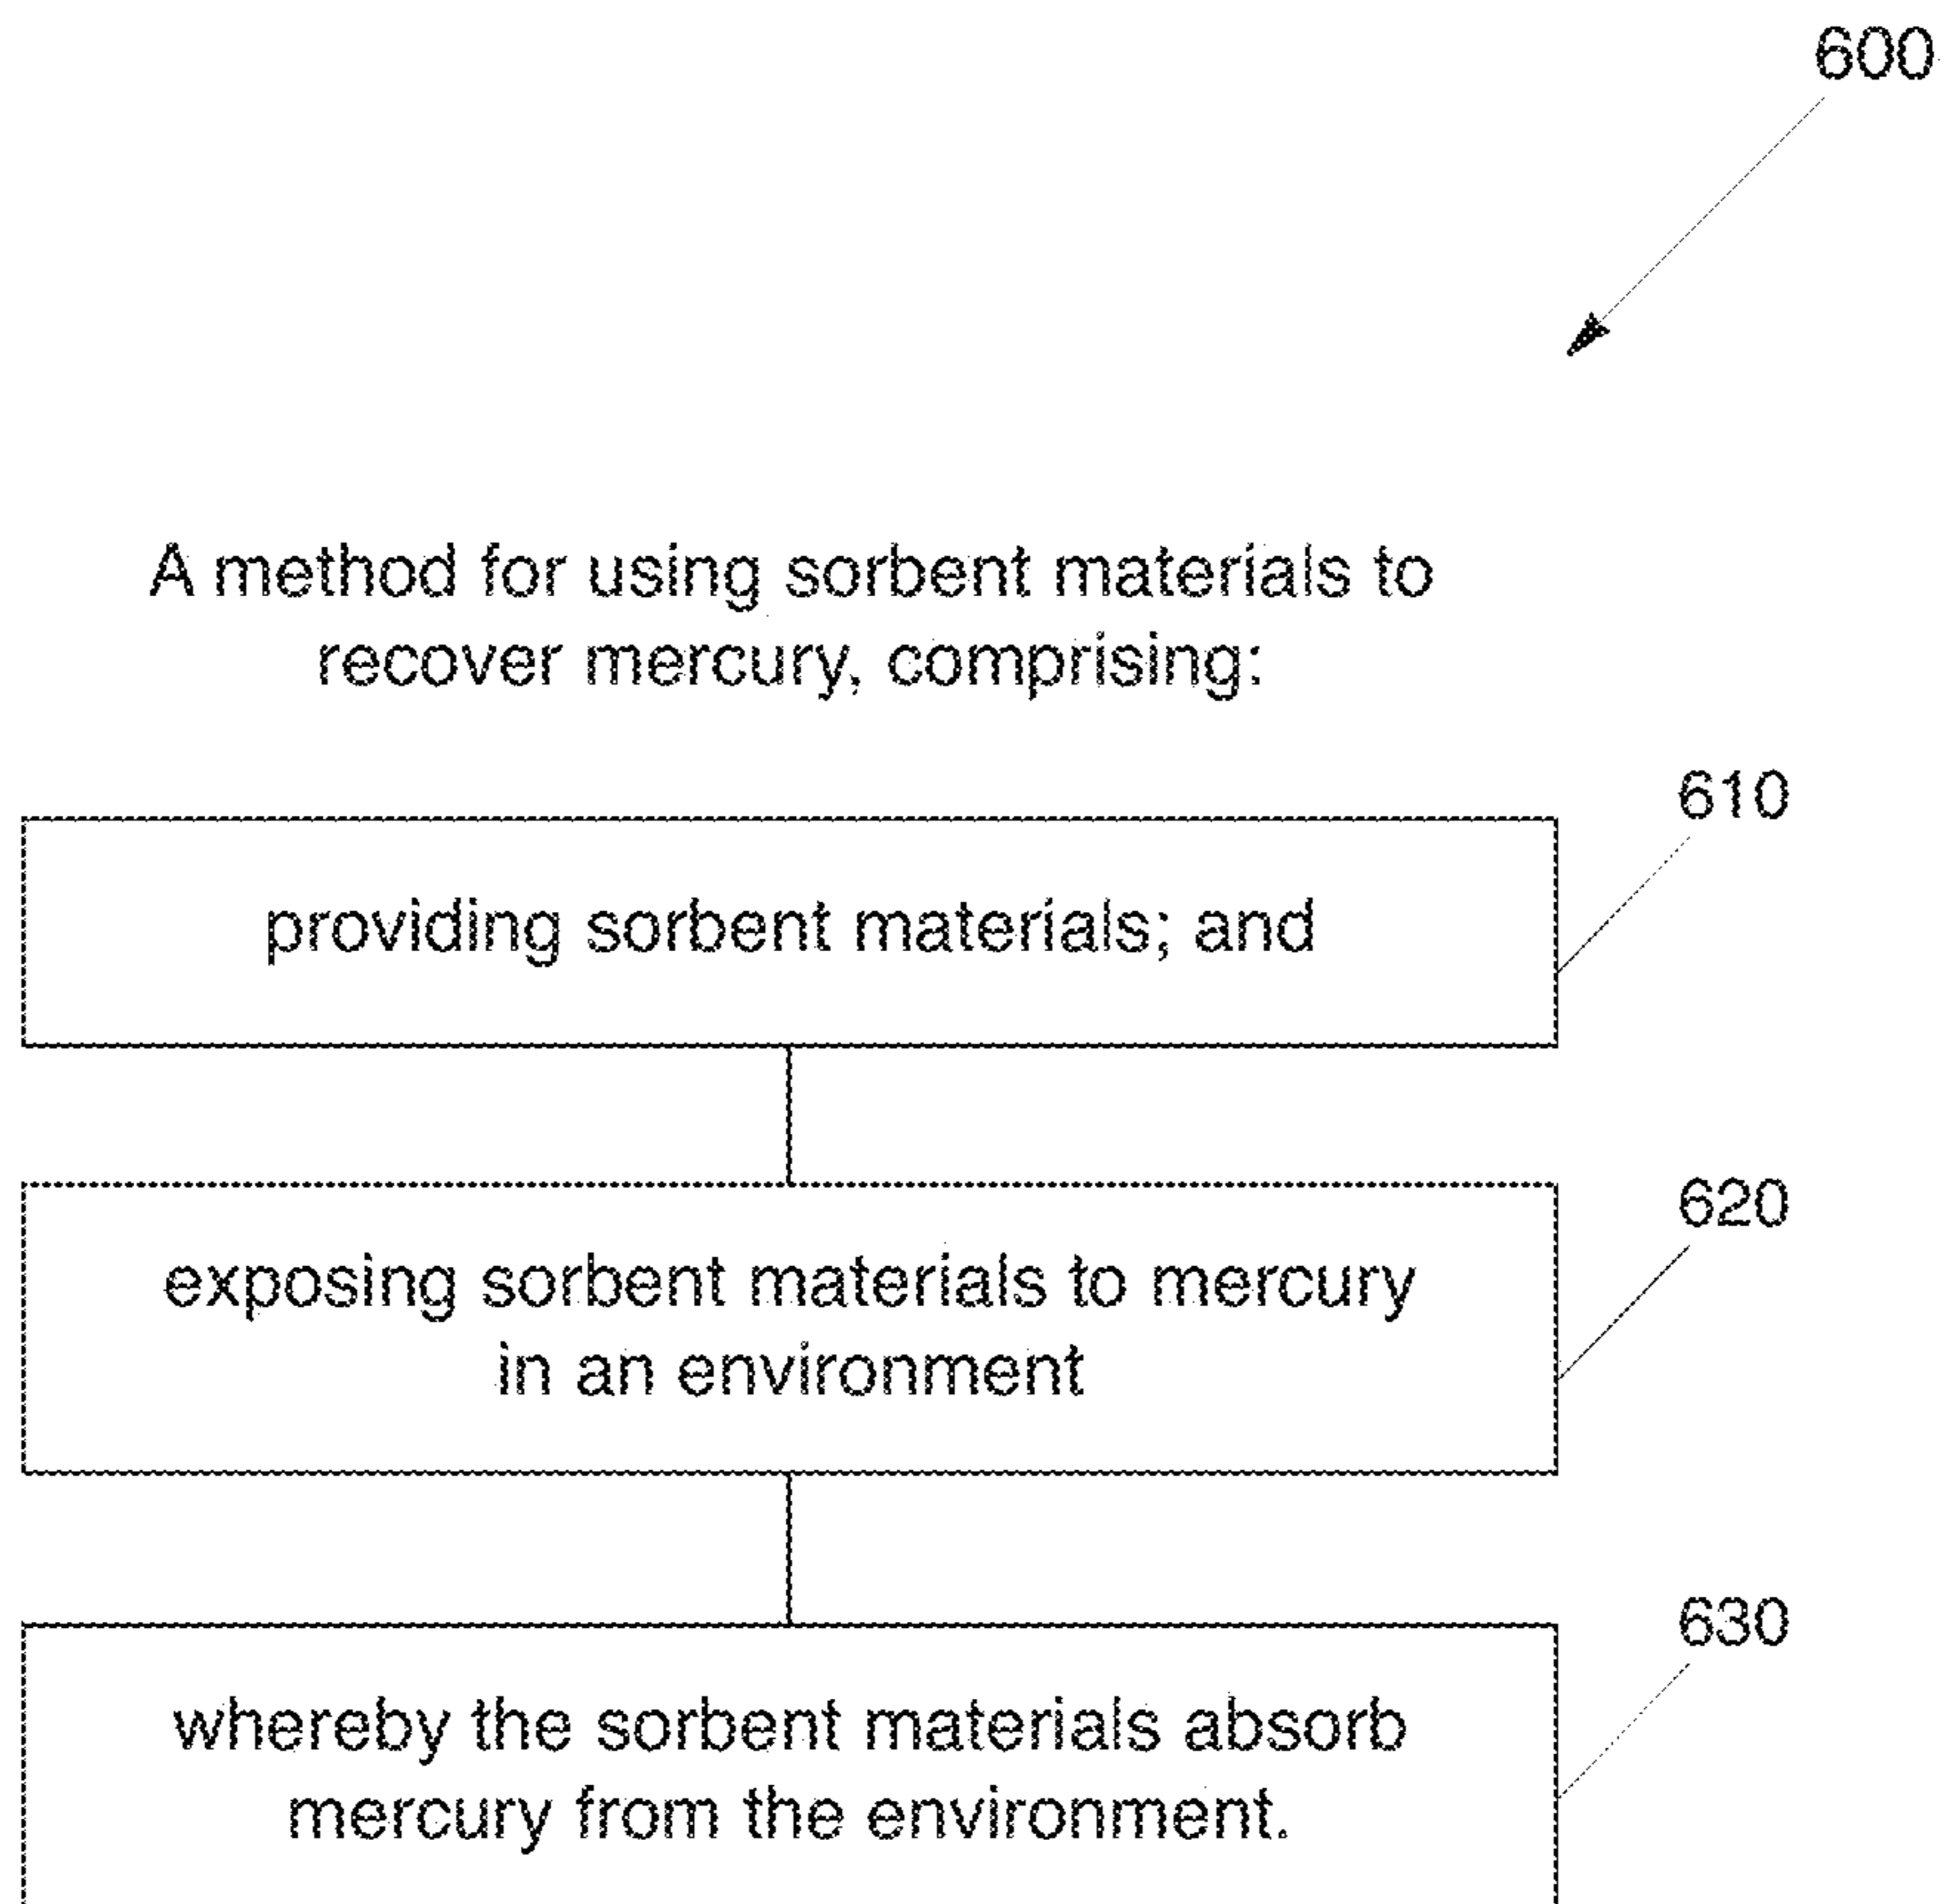 600
A method for using sorbent materials to
recover mercury, comprising:
610
providing sorbent materials; and
620
exposing sorbent materials to mercury
in an environment
630
whereby the sorbent materials absorb
mercury from the environment.